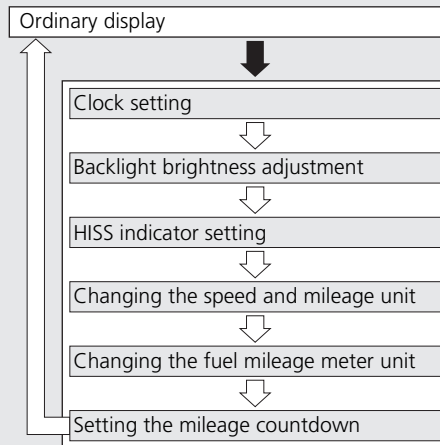 Ordinary display
Clock setting
Backlight brightness adjustment
HISS indicator setting
Changing the speed and mileage unit
Changing the fuel mileage meter unit
Setting the mileage countdown